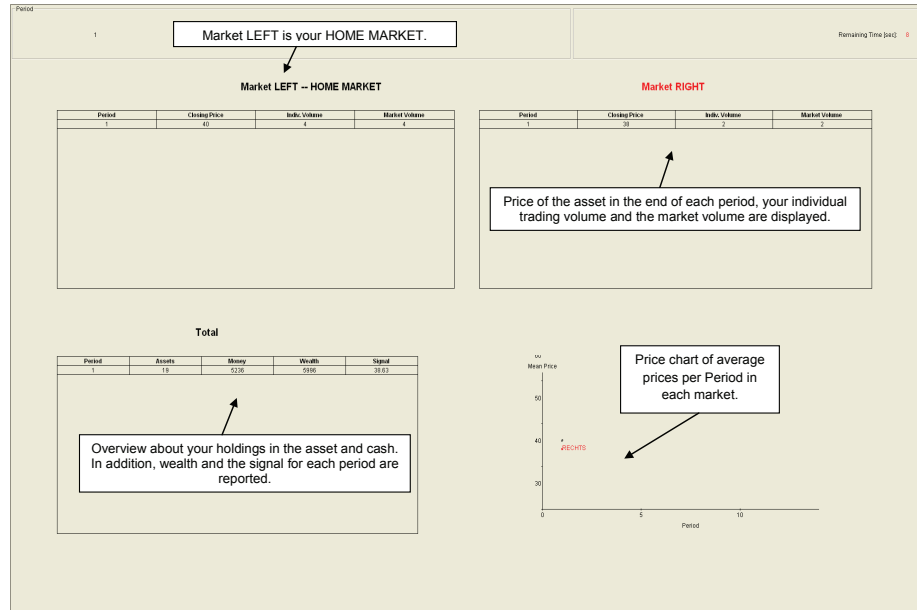 Period
1
Market LEFT is your HOME MARKET.
Remaining Time [sec]: 8
Market LEFT -- HOME MARKET
Market RIGHT
Period Closing Price Indiv. Volume Market Volume
1 40 4 4
Period Closing Price Indiv. Volume Market Volume
1 38 2 2
Price of the asset in the end of each period, your individual
trading volume and the market volume are displayed.
Total
Period Assets Money Wealth Signal
1 19 5236 5996 38.63
Overview about your holdings in the asset and cash.
In addition, wealth and the signal for each period are
reported.
Mean Price
50
40
30
RECHTS
0 5 10
Period
Price chart of average
prices per Period in
each market.